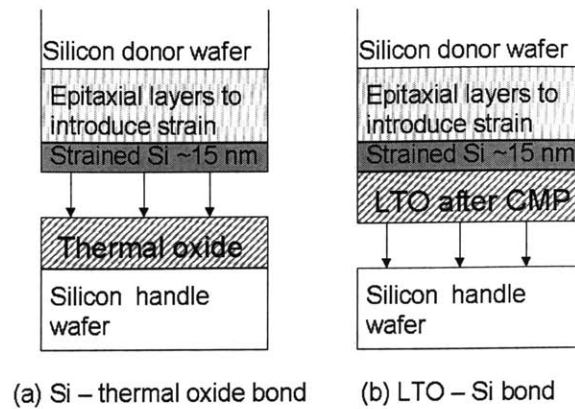 Silicon donor wafer
Epitaxial layers to
introduce strain
Strained Si ~15 nm
Thermal oxide
Silicon handle
wafer
(a) Si – thermal oxide bond
Silicon donor wafer
Epitaxial layers to
introduce strain
Strained Si ~15 nm
LTO after CMP
Silicon handle
wafer
(b) LTO – Si bond